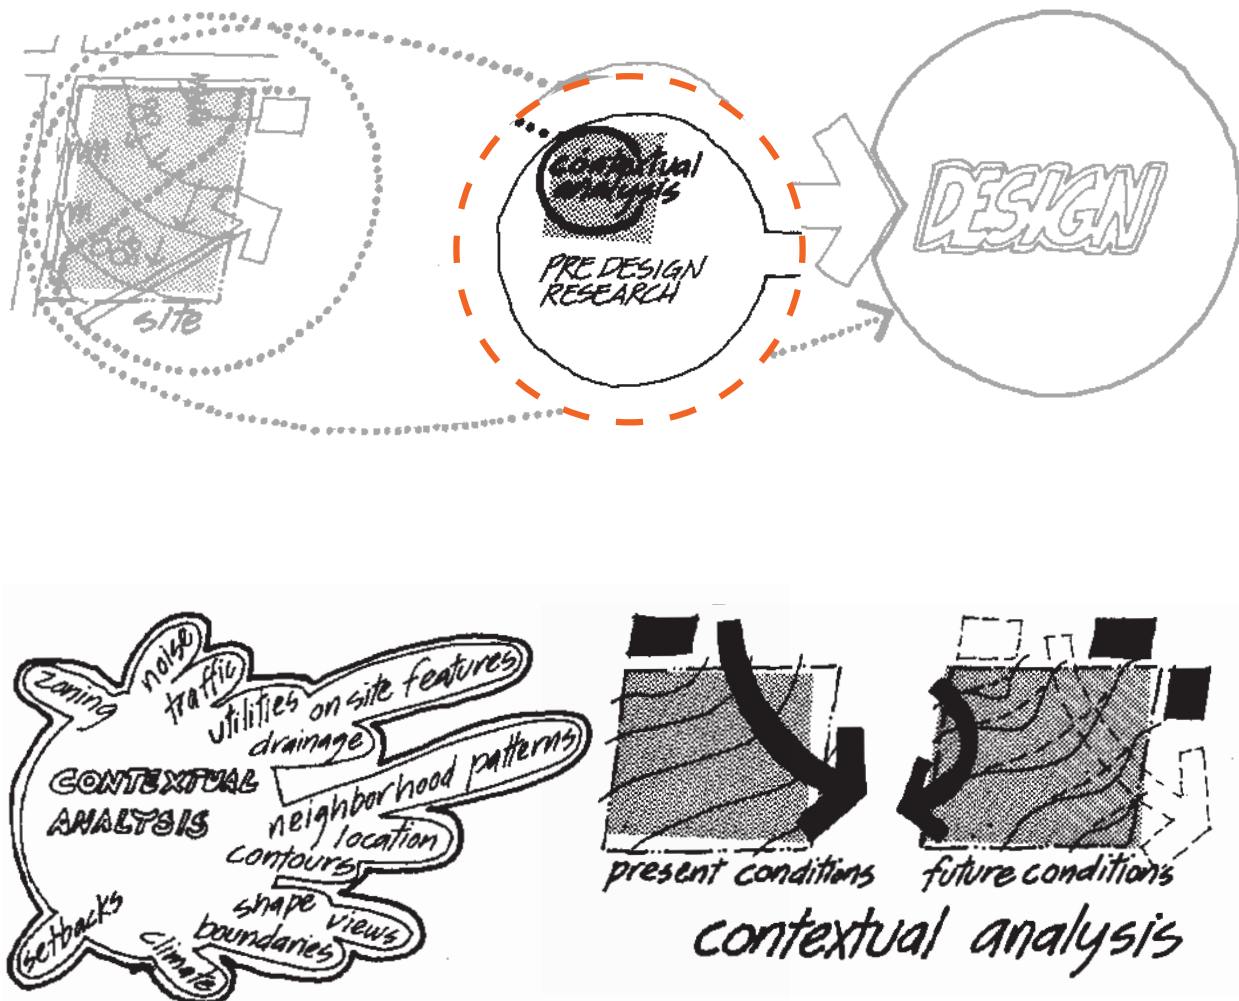 contextual
analysis
PRE DESIGN
RESEARCH
DESIGN
site
zoning
noise
traffic
utilities
on site features
drainage
CONTEXTUAL
ANALYSIS
neighborhood patterns
location
contours
shape
boundaries
views
setbacks
climate
present conditions
future conditions
contextual analysis